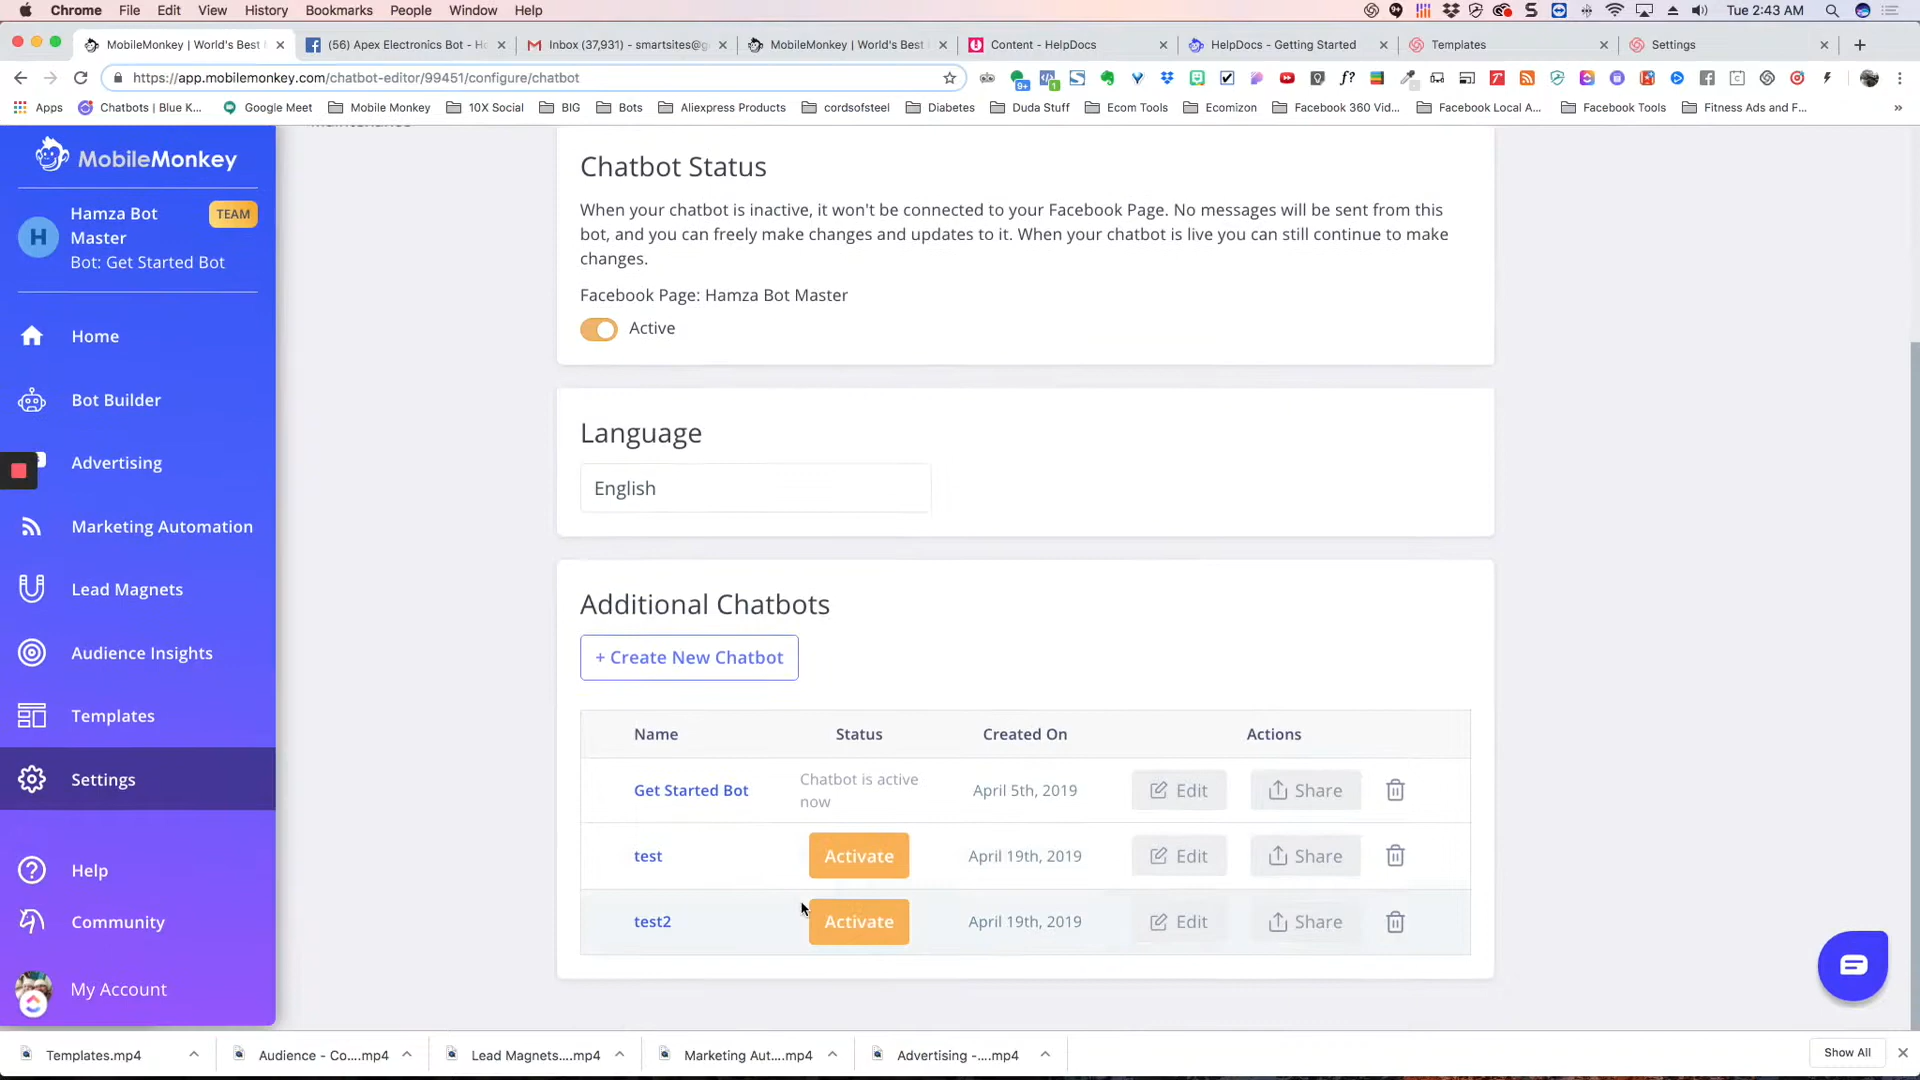 Chrome File Edit View History Bookmarks People Window Help Tue 2:43 AM
MobileMonkey | World's Best
(56) Apex Electronics Bot - Ho
Inbox (37,931) - smartsites@g
MobileMonkey | World's Best
Content - HelpDocs
HelpDocs - Getting Started
Templates
Settings
https://app.mobilemonkey.com/chatbot-editor/99451/configure/chatbot
Apps
Chatbots | Blue K...
Google Meet
Mobile Monkey
10X Social
BIG
Bots
Aliexpress Products
cordsofsteel
Diabetes
Duda Stuff
Ecom Tools
Ecomizon
Facebook 360 Vid...
Facebook Local A...
Facebook Tools
Fitness Ads and F...
MobileMonkey
H
Hamza Bot
Master
TEAM
Bot: Get Started Bot
Home
Bot Builder
Advertising
Marketing Automation
Lead Magnets
Audience Insights
Templates
Settings
Help
Community
My Account
Chatbot Status
When your chatbot is inactive, it won't be connected to your Facebook Page. No messages will be sent from this
bot, and you can freely make changes and updates to it. When your chatbot is live you can still continue to make
changes.
Facebook Page: Hamza Bot Master
Active
Language
English
Additional Chatbots
+ Create New Chatbot
Name Status Created On Actions
Get Started Bot Chatbot is active
now April 5th, 2019 Edit Share
test Activate April 19th, 2019 Edit Share
test2 Activate April 19th, 2019 Edit Share
Templates.mp4
Audience - Co....mp4
Lead Magnets....mp4
Marketing Aut....mp4
Advertising -....mp4
Show All